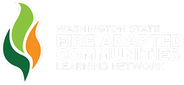 WASHINGTON STATE
FIRE ADAPTED
COMMUNITIES
LEARNING NETWORK